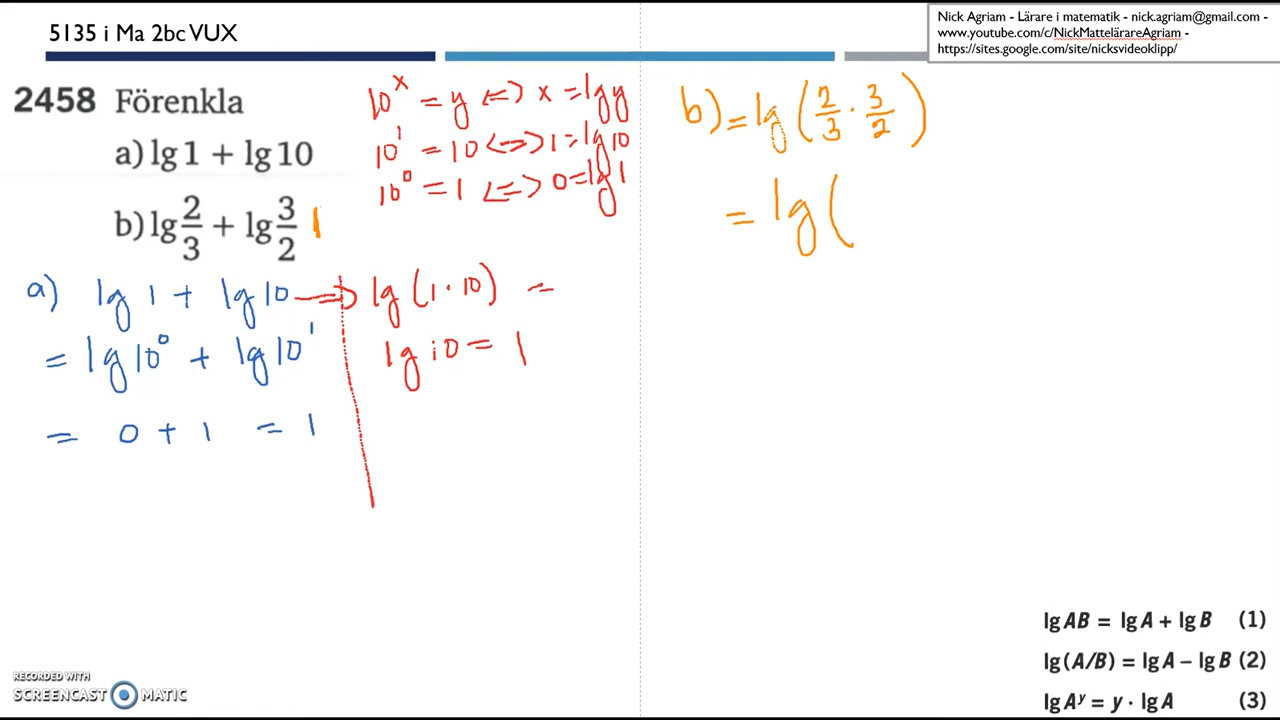 5135 i Ma 2bc VUX
Nick Agriam - Lärare i matematik - nick.agriam@gmail.com -
www.youtube.com/c/NickMattelärareAgriam -
https://sites.google.com/site/nicksvideoklipp/
2458 Förenkla
a) lg 1 + lg 10
b) lg 2/3 + lg 3/2
10^x = y <=> x = lg y
10^1 = 10 <=> 1 = lg 10
10^0 = 1 <=> 0 = lg 1
a) lg 1 + lg 10 => lg (1 · 10) =
= lg 10^0 + lg 10^1
lg 10 = 1
= 0 + 1 = 1
b) = lg (2/3 · 3/2)
= lg (
lg AB = lg A + lg B (1)
lg (A/B) = lg A – lg B (2)
lg A^y = y · lg A (3)
RECORDED WITH
SCREENCAST MATIC